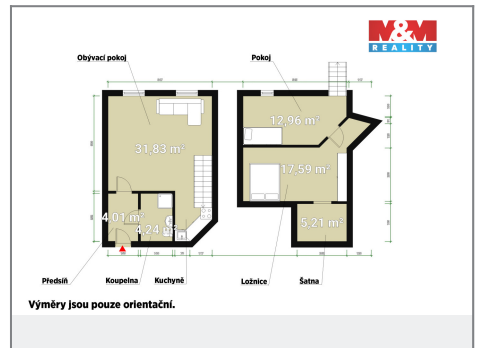 M&M
REALITY
Obývací pokoj
Pokoj
12,96 m²
31,83 m²
17,59 m²
4,01 m²
4,24 m²
5,21 m²
Předsíň
Koupelna
Kuchyně
Ložnice
Šatna
Výměry jsou pouze orientační.